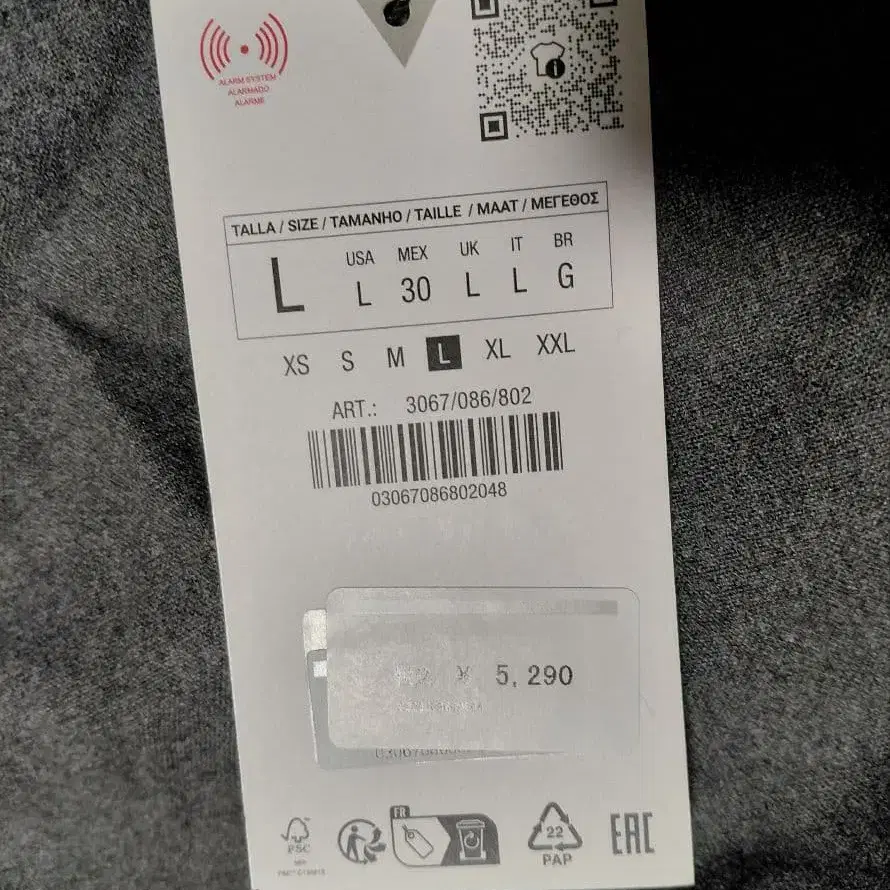 ALARM SYSTEM
ALARMADO
ALARME
TALLA / SIZE / TAMANHO / TAILLE / MAAT / ΜΕΓΕΘΟΣ
USA MEX UK IT BR
L L 30 L L G
XS S M L XL XXL
ART.: 3067/086/802
03067086802048
¥ 5,290
FR
FSC
22
PAP
EAC